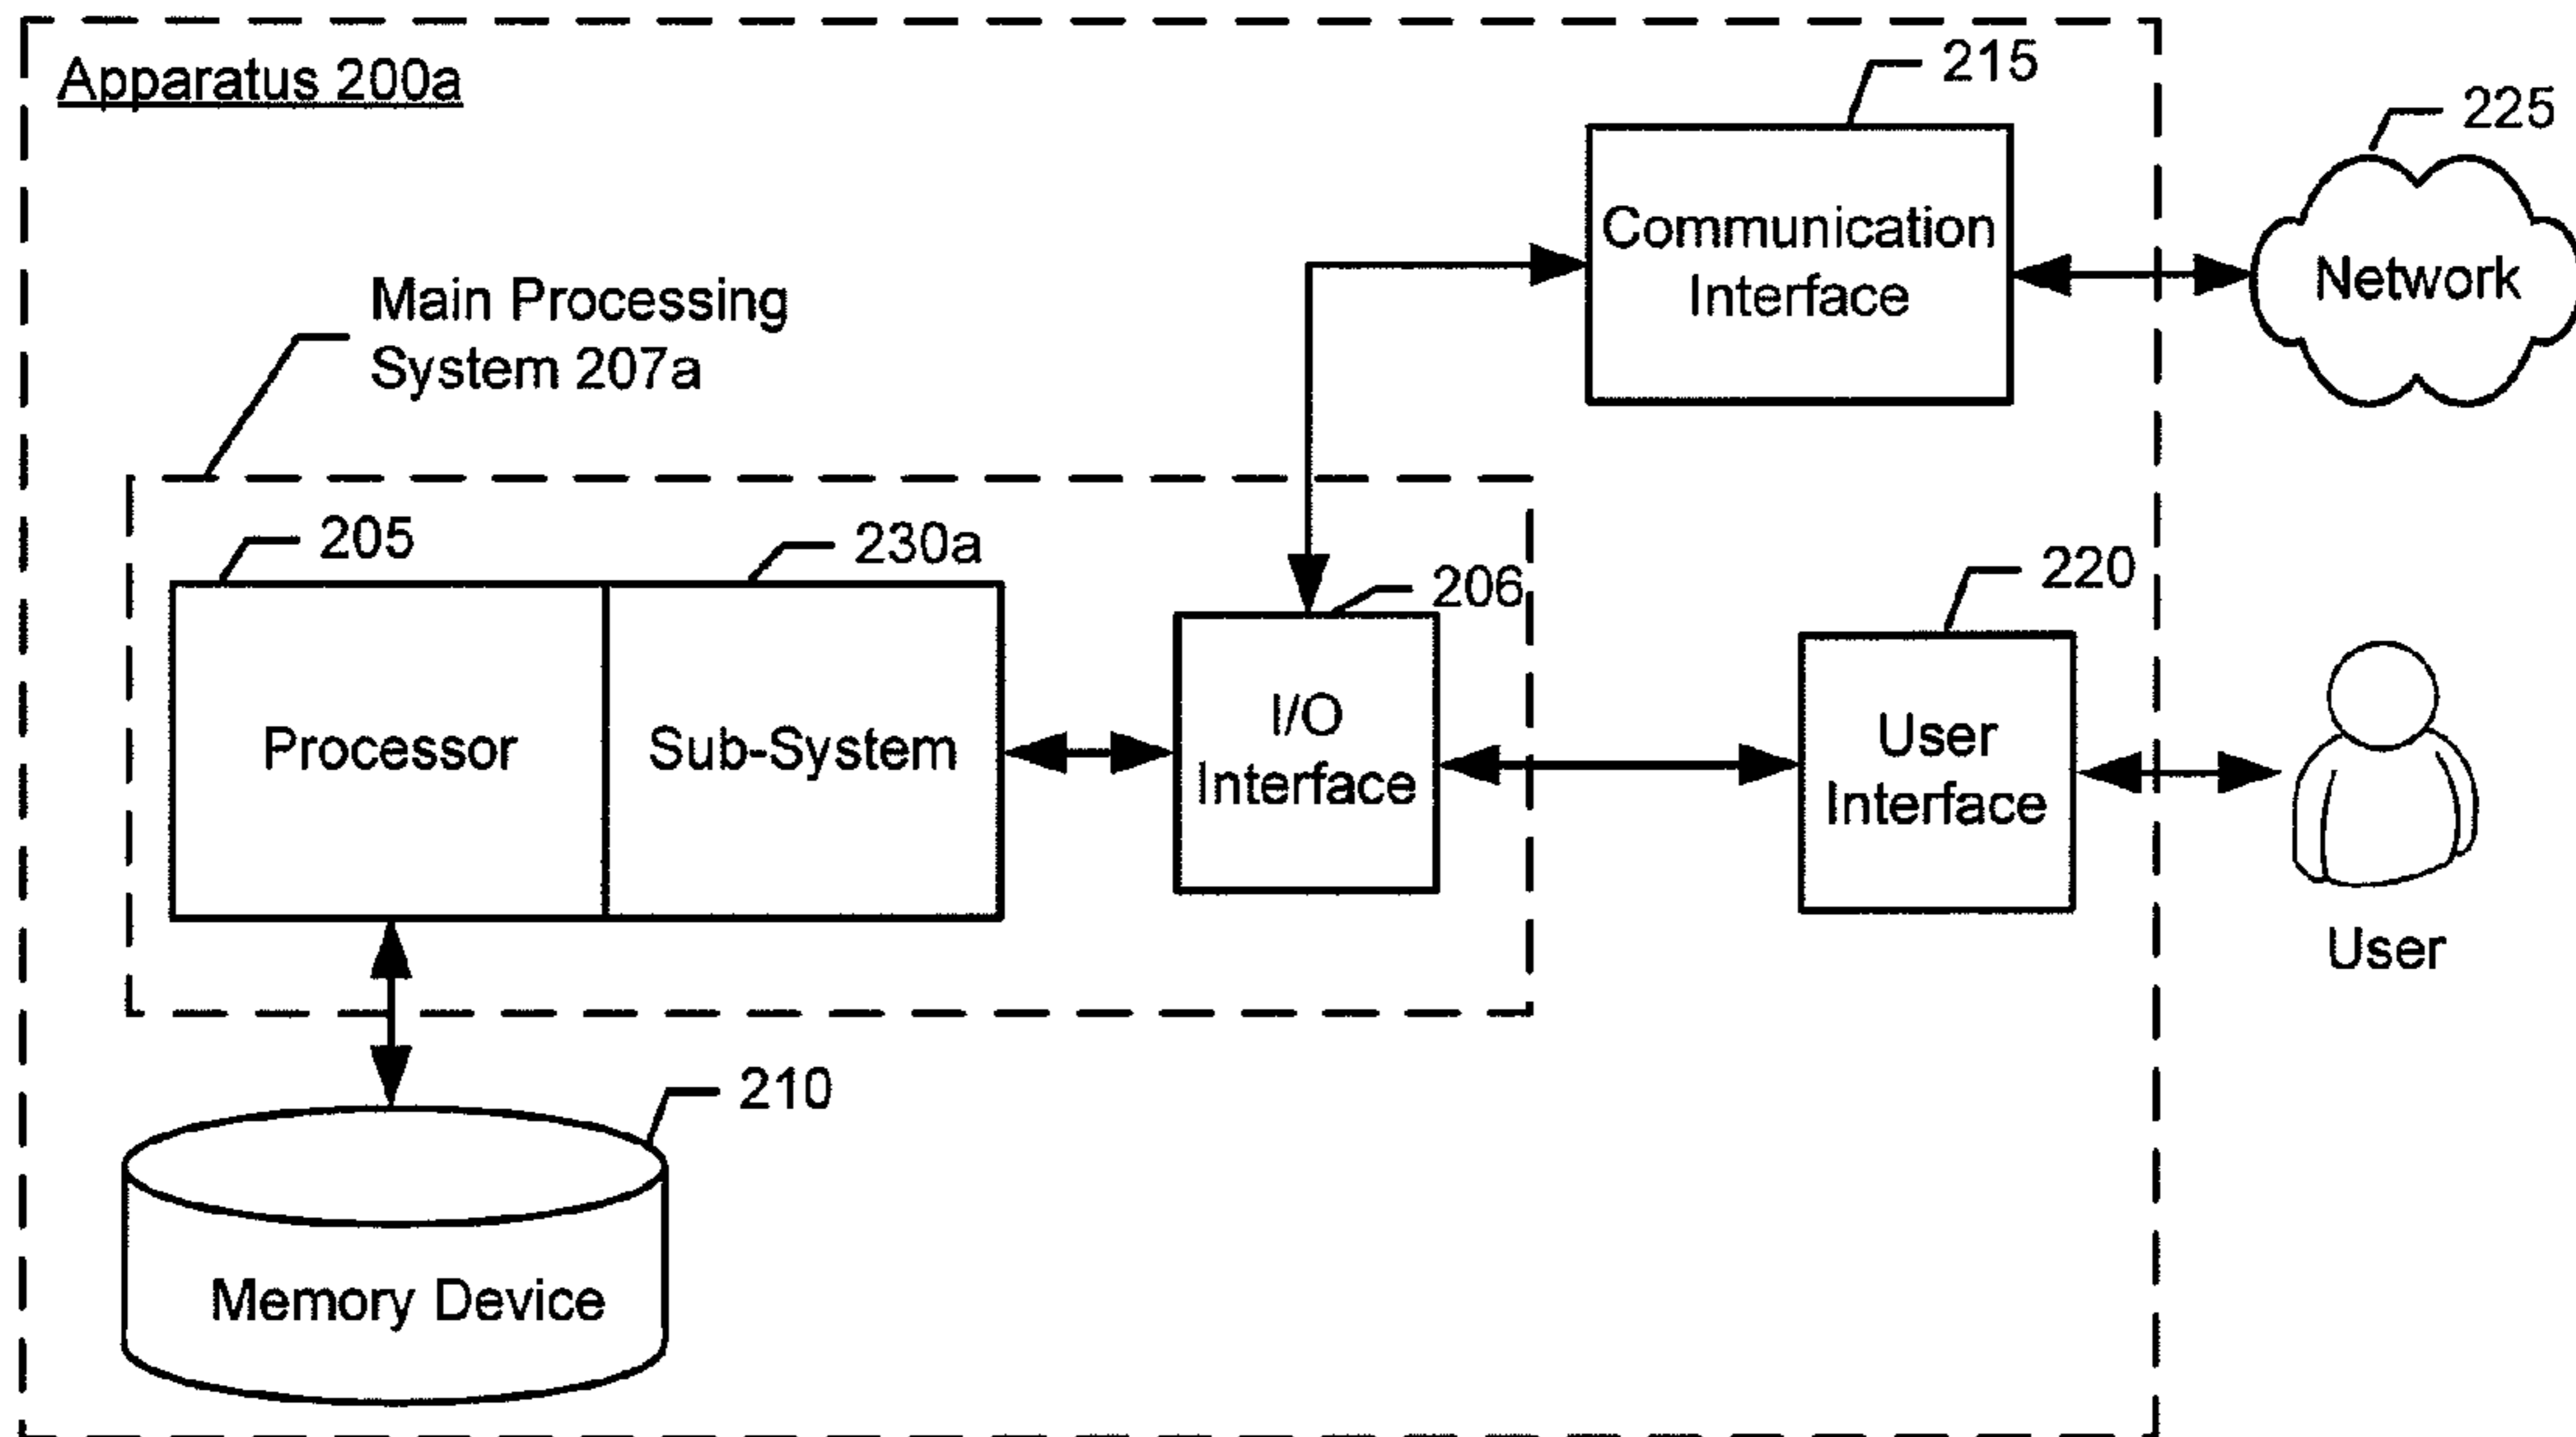 Apparatus 200a
215
225
Communication
Interface
Network
Main Processing
System 207a
205
230a
206
220
Processor
Sub-System
I/O
Interface
User
Interface
User
210
Memory Device